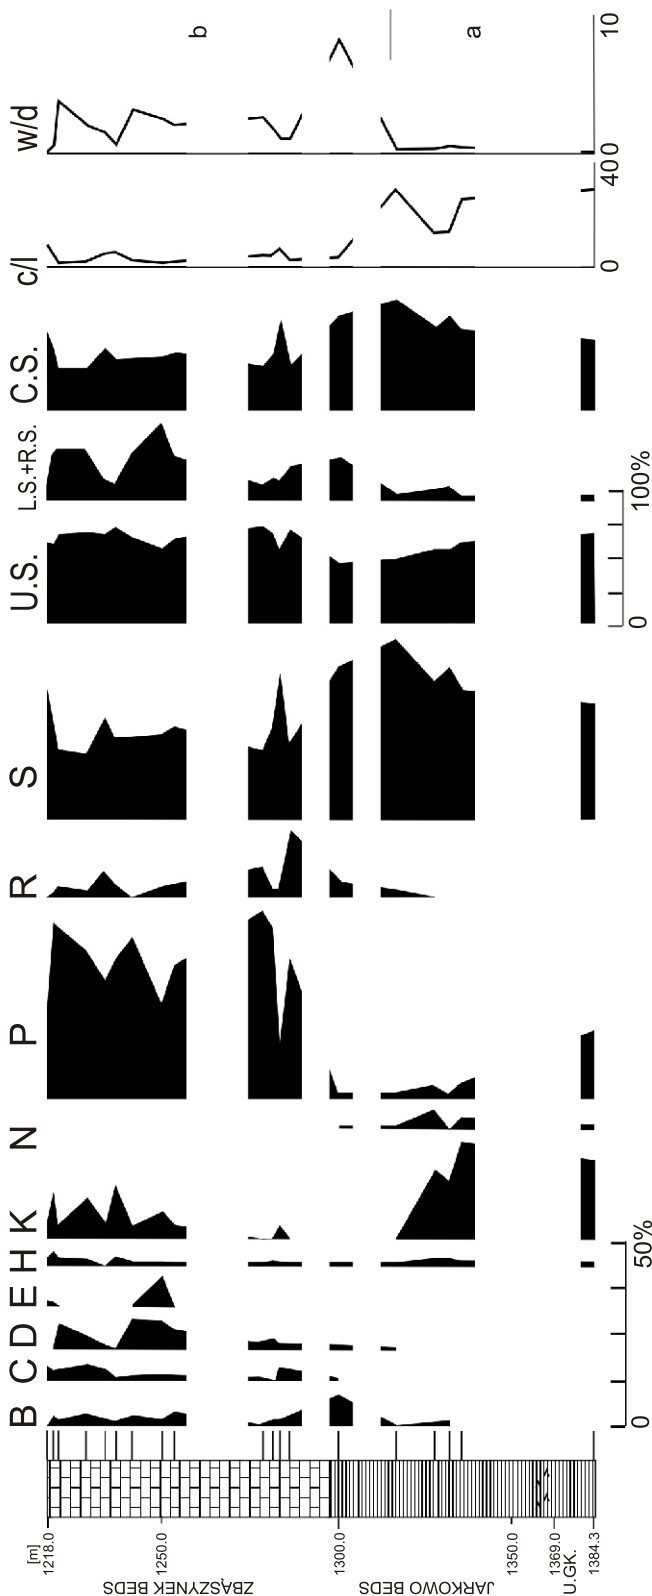 b
a
w/d
0
10
c/l
0
400
C.S.
L.S.+R.S.
U.S.
0
100%
S
R
P
N
K
H
E
D
C
B
0
50%
[m]
1218.0
1250.0
1300.0
1350.0
1369.0
U.GK.
1384.3
ZBĄSZYNEK BEDS
JARKOWO BEDS